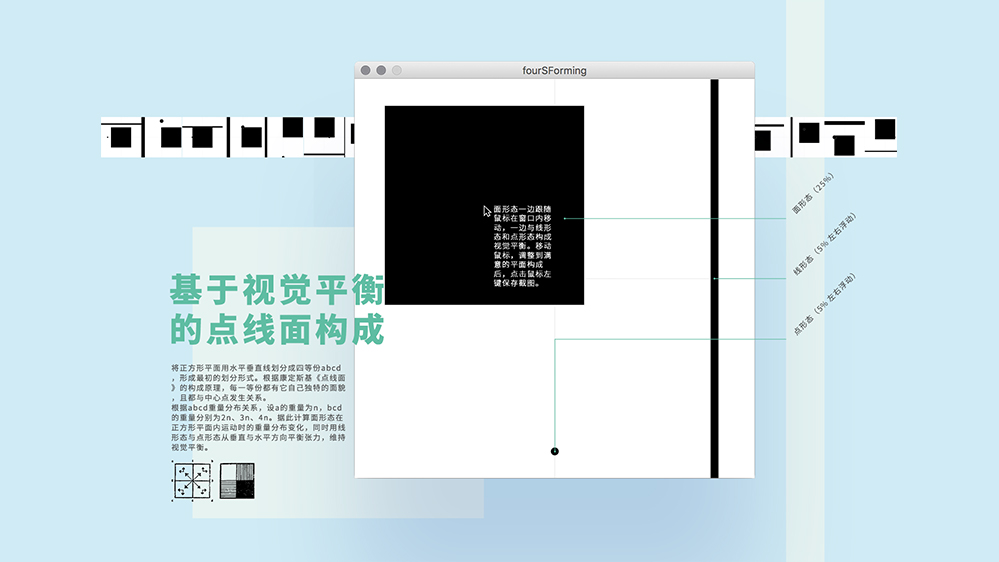 fourSForming
面形态一边跟随
鼠标在窗口内移
动，一边与线形
态和点形态构成
视觉平衡。移动
鼠标，调整到满
意的平面构成
后，点击鼠标左
键保存截图。
面形态（25%）
线形态（5% 左右浮动）
点形态（5% 左右浮动）
基于视觉平衡
的点线面构成
将正方形平面用水平垂直线划分成四等份abcd
，形成最初的划分形式。根据康定斯基《点线面
》的构成原理，每一等份都有它自己独特的面貌
，且都与中心点发生关系。
根据abcd重量分布关系，设a的重量为n，bcd
的重量分别为2n、3n、4n。据此计算面形态在
正方形平面内运动时的重量分布变化，同时用线
形态与点形态从垂直与水平方向平衡张力，维持
视觉平衡。